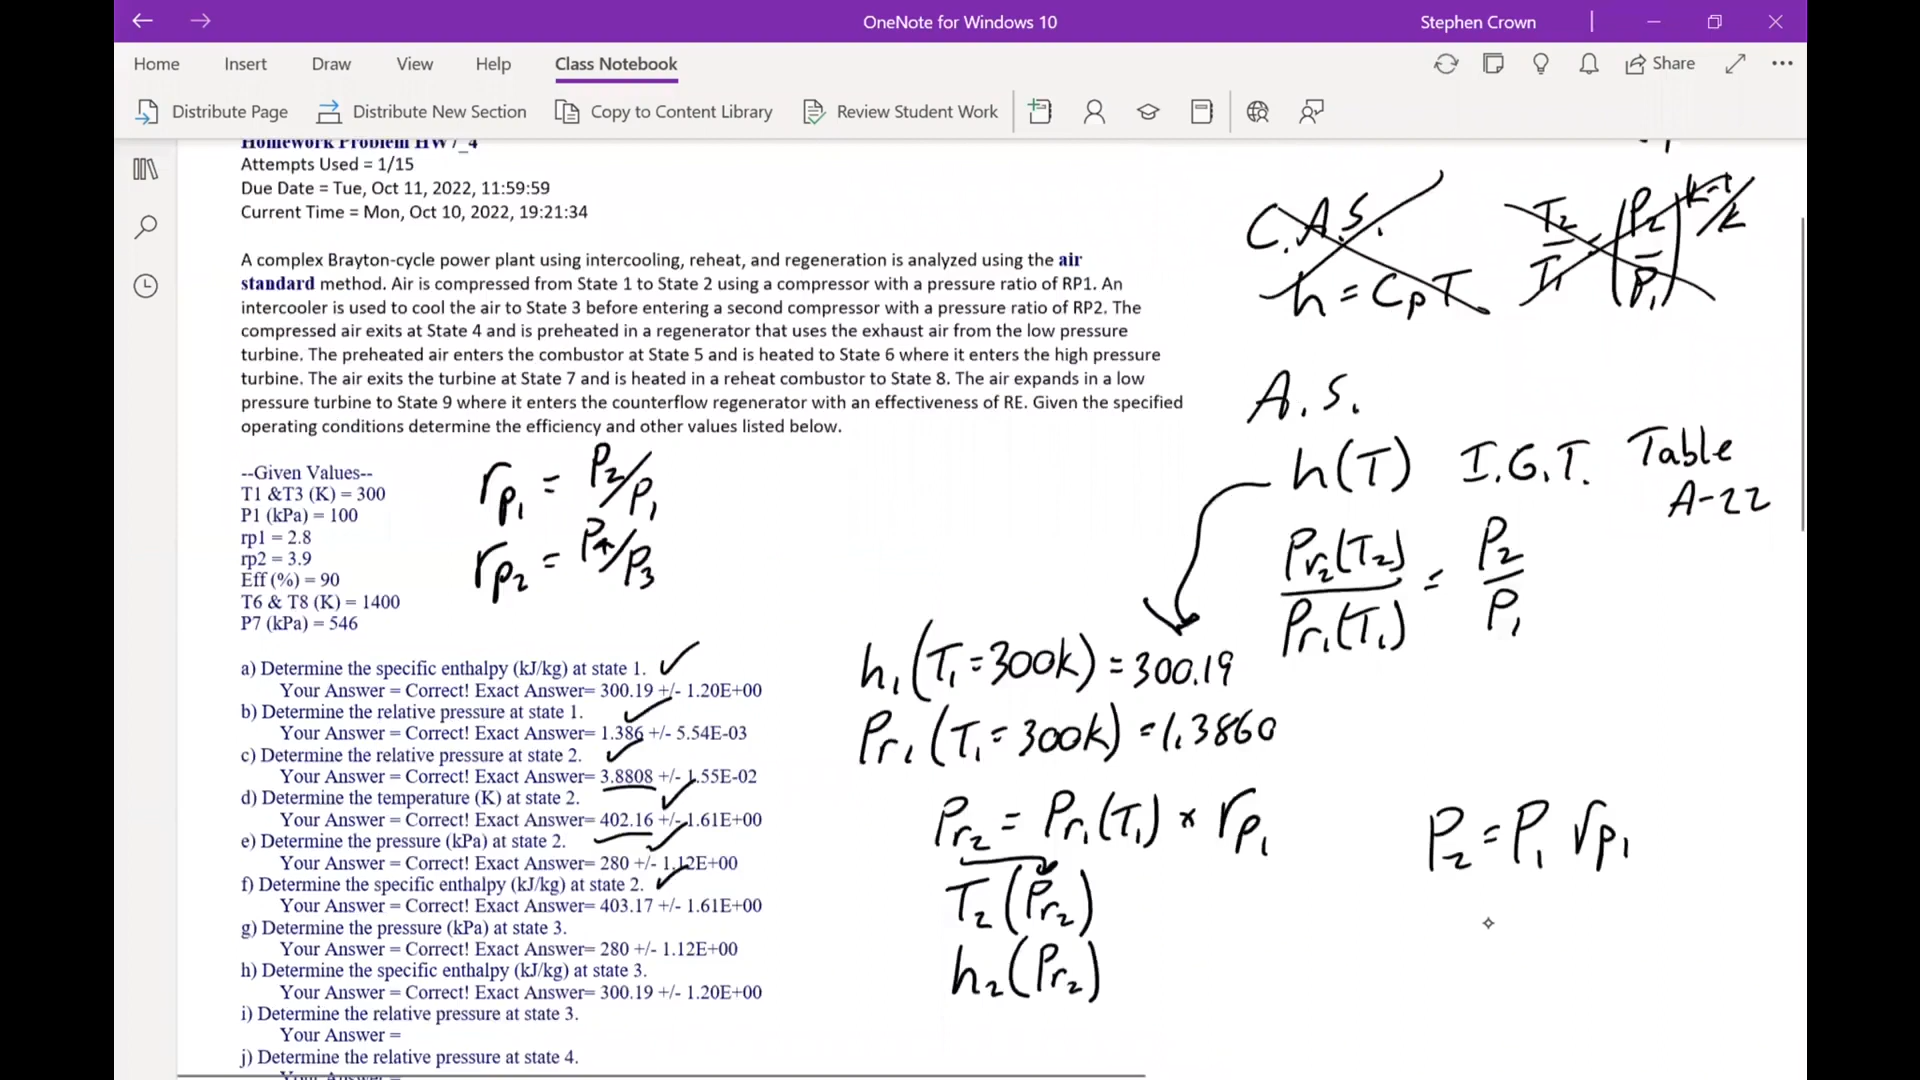 OneNote for Windows 10
Stephen Crown
Home Insert Draw View Help Class Notebook
Share
Distribute Page Distribute New Section Copy to Content Library Review Student Work
Homework Problem HW7_4
Attempts Used = 1/15
Due Date = Tue, Oct 11, 2022, 11:59:59
Current Time = Mon, Oct 10, 2022, 19:21:34
A complex Brayton-cycle power plant using intercooling, reheat, and regeneration is analyzed using the air
standard method. Air is compressed from State 1 to State 2 using a compressor with a pressure ratio of RP1. An
intercooler is used to cool the air to State 3 before entering a second compressor with a pressure ratio of RP2. The
compressed air exits at State 4 and is preheated in a regenerator that uses the exhaust air from the low pressure
turbine. The preheated air enters the combustor at State 5 and is heated to State 6 where it enters the high pressure
turbine. The air exits the turbine at State 7 and is heated in a reheat combustor to State 8. The air expands in a low
pressure turbine to State 9 where it enters the counterflow regenerator with an effectiveness of RE. Given the specified
operating conditions determine the efficiency and other values listed below.
--Given Values--
T1 &T3 (K) = 300
P1 (kPa) = 100
rp1 = 2.8
rp2 = 3.9
Eff (%) = 90
T6 & T8 (K) = 1400
P7 (kPa) = 546
rp1 = P2/P1
rp2 = P4/P3
a) Determine the specific enthalpy (kJ/kg) at state 1.
Your Answer = Correct! Exact Answer= 300.19 +/- 1.20E+00
b) Determine the relative pressure at state 1.
Your Answer = Correct! Exact Answer= 1.386 +/- 5.54E-03
c) Determine the relative pressure at state 2.
Your Answer = Correct! Exact Answer= 3.8808 +/- 1.55E-02
d) Determine the temperature (K) at state 2.
Your Answer = Correct! Exact Answer= 402.16 +/- 1.61E+00
e) Determine the pressure (kPa) at state 2.
Your Answer = Correct! Exact Answer= 280 +/- 1.12E+00
f) Determine the specific enthalpy (kJ/kg) at state 2.
Your Answer = Correct! Exact Answer= 403.17 +/- 1.61E+00
g) Determine the pressure (kPa) at state 3.
Your Answer = Correct! Exact Answer= 280 +/- 1.12E+00
h) Determine the specific enthalpy (kJ/kg) at state 3.
Your Answer = Correct! Exact Answer= 300.19 +/- 1.20E+00
i) Determine the relative pressure at state 3.
Your Answer =
j) Determine the relative pressure at state 4.
C.A.S.
h = CpT
T2/T1 = (P2/P1)^k-1/k
A.S.
h(T) I.G.T. Table
A-22
Pr2(T2)/Pr1(T1) = P2/P1
h1(T1=300k) = 300.19
Pr1(T1=300k) = 1.3860
Pr2 = Pr1(T1) * rp1
T2(Pr2)
h2(Pr2)
P2 = P1 rp1